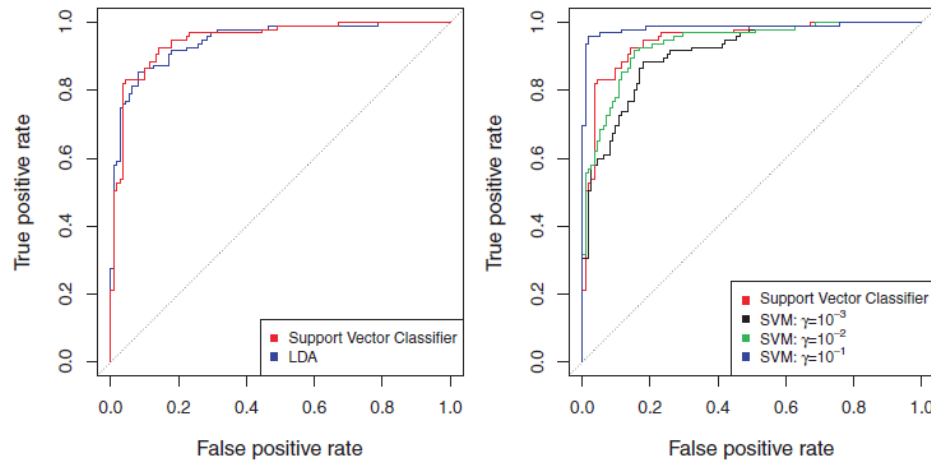 True positive rate
0.0
0.2
0.4
0.6
0.8
1.0
Support Vector Classifier
LDA
0.0 0.2 0.4 0.6 0.8 1.0
False positive rate
True positive rate
0.0
0.2
0.4
0.6
0.8
1.0
Support Vector Classifier
SVM: γ=10⁻³
SVM: γ=10⁻²
SVM: γ=10⁻¹
0.0 0.2 0.4 0.6 0.8 1.0
False positive rate